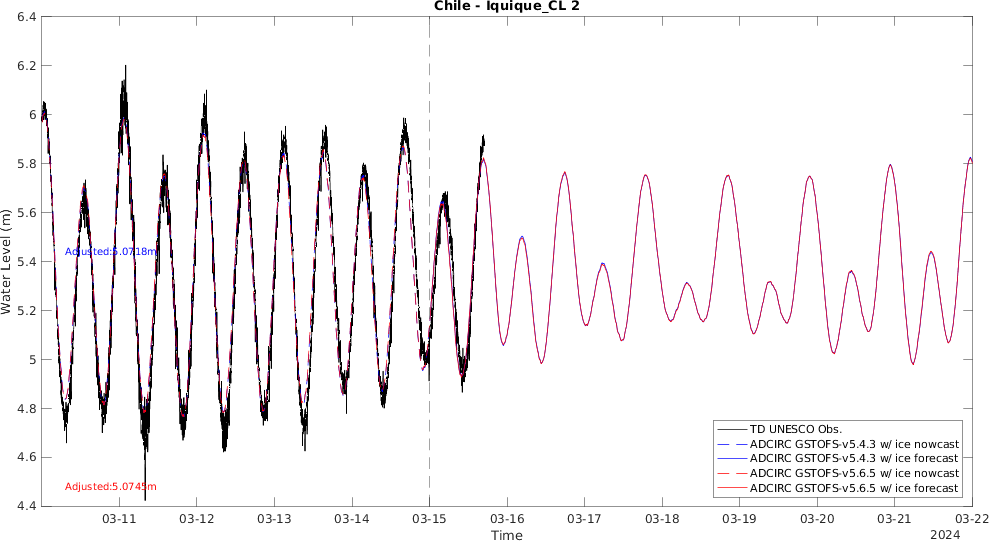 Chile - Iquique_CL 2
Water Level (m)
6.4
6.2
6
5.8
5.6
5.4
5.2
5
4.8
4.6
4.4
Adjusted:5.0718m
Adjusted:5.0745m
TD UNESCO Obs.
ADCIRC GSTOFS-v5.4.3 w/ ice nowcast
ADCIRC GSTOFS-v5.4.3 w/ ice forecast
ADCIRC GSTOFS-v5.6.5 w/ ice nowcast
ADCIRC GSTOFS-v5.6.5 w/ ice forecast
03-11 03-12 03-13 03-14 03-15 03-16 03-17 03-18 03-19 03-20 03-21 03-22
Time
2024